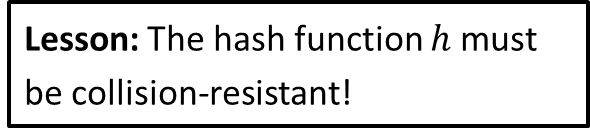 Lesson: The hash function h must
be collision-resistant!